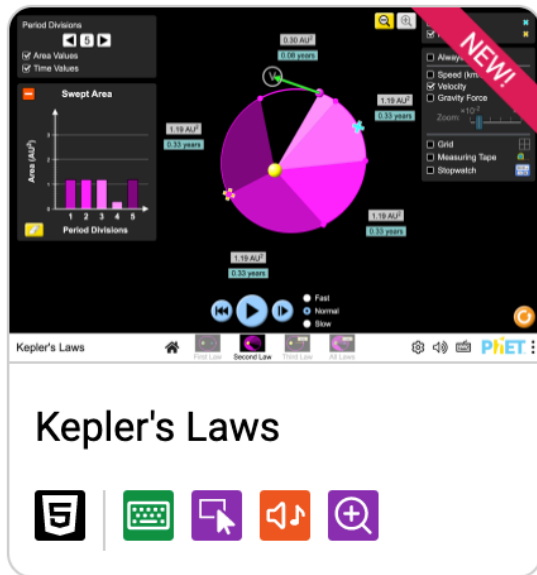 Period Divisions
5
Area Values
Time Values
Swept Area
Area (AU²)
3
2
1
0
1 2 3 4 5
Period Divisions
0.30 AU²
0.08 years
V
1.19 AU²
0.33 years
1.19 AU²
0.33 years
1.19 AU²
0.33 years
1.19 AU²
0.33 years
NEW!
Speed (km
Velocity
Gravity Force
×10
Zoom:
Grid
Measuring Tape
Stopwatch
Fast
Normal
Slow
Kepler's Laws
First Law
Second Law
Third Law
All Laws
PhET
Kepler's Laws
5